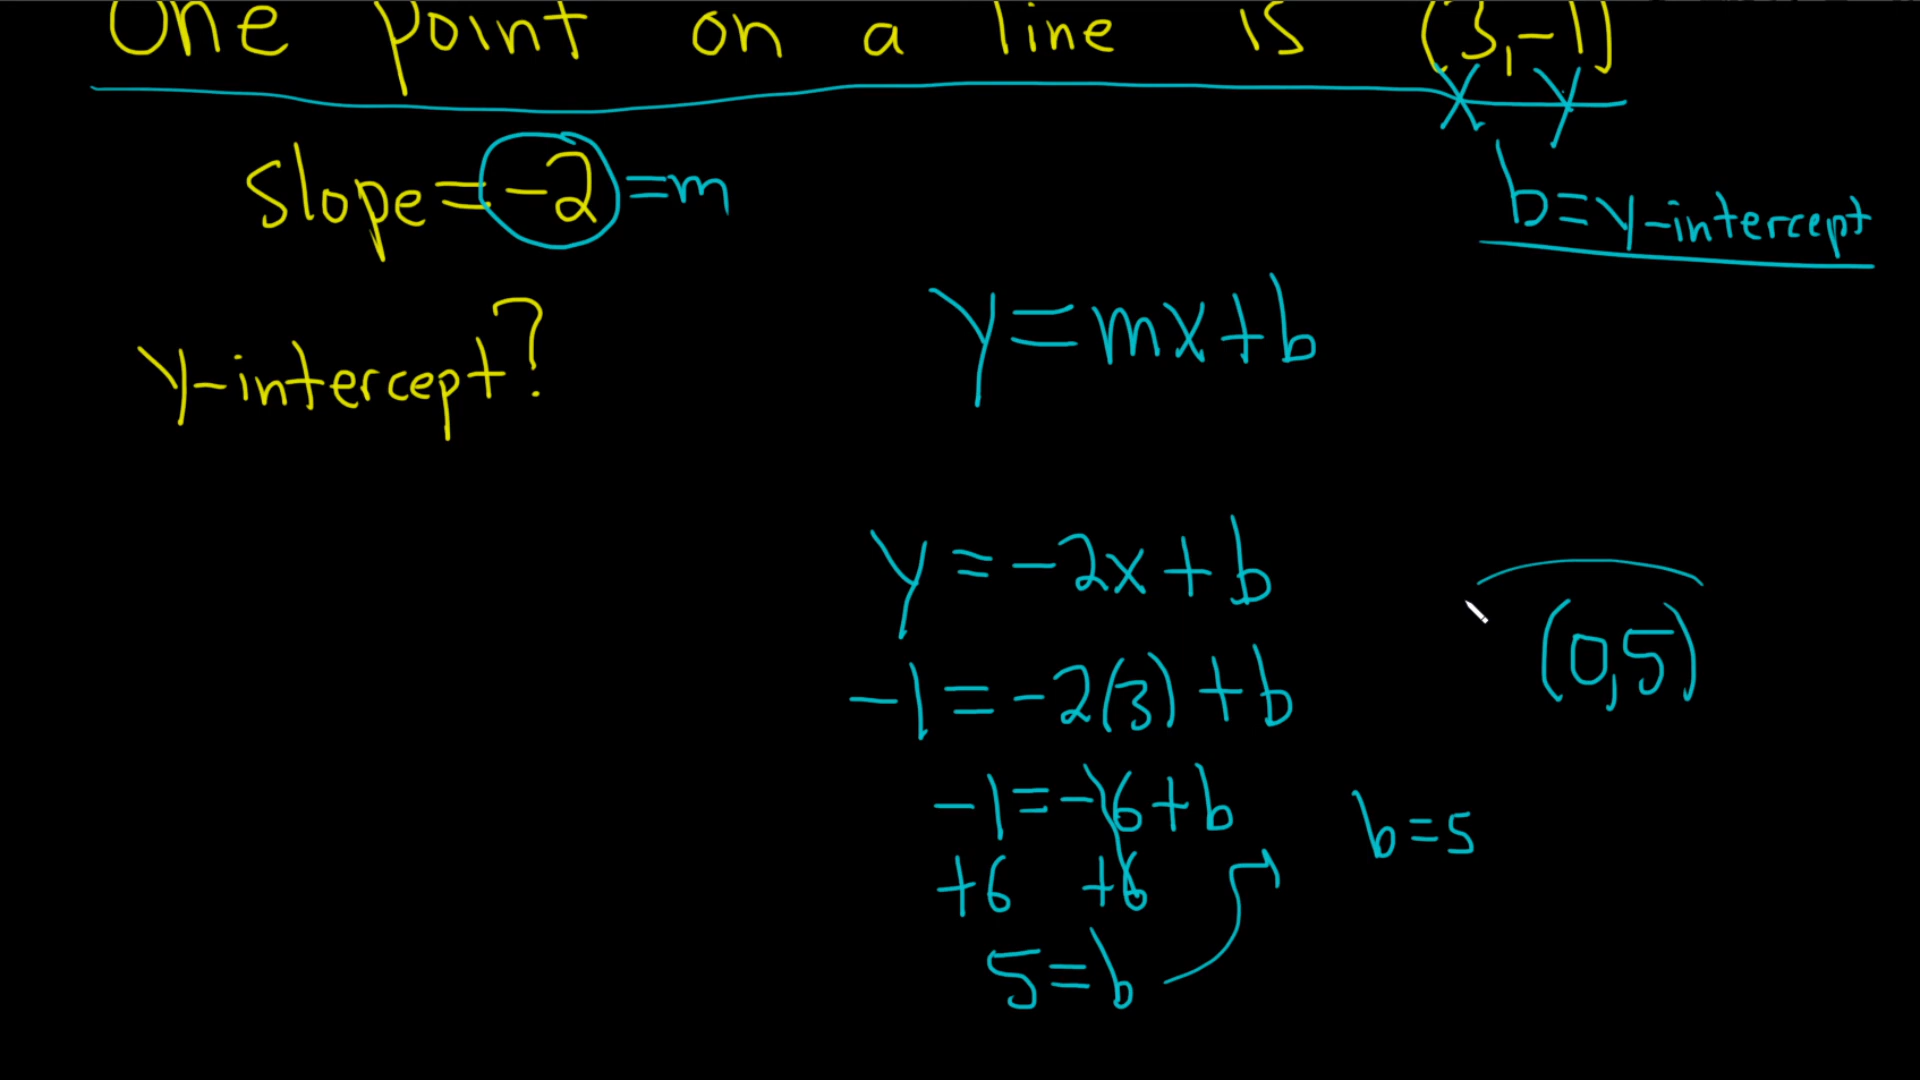 One point on a line is (3,-1)
x y
Slope=-2=m
b=y-intercept
y-intercept?
y=mx+b
y=-2x+b
-1=-2(3)+b
(0,5)
-1=-6+b
b=5
+6 +6
5=b